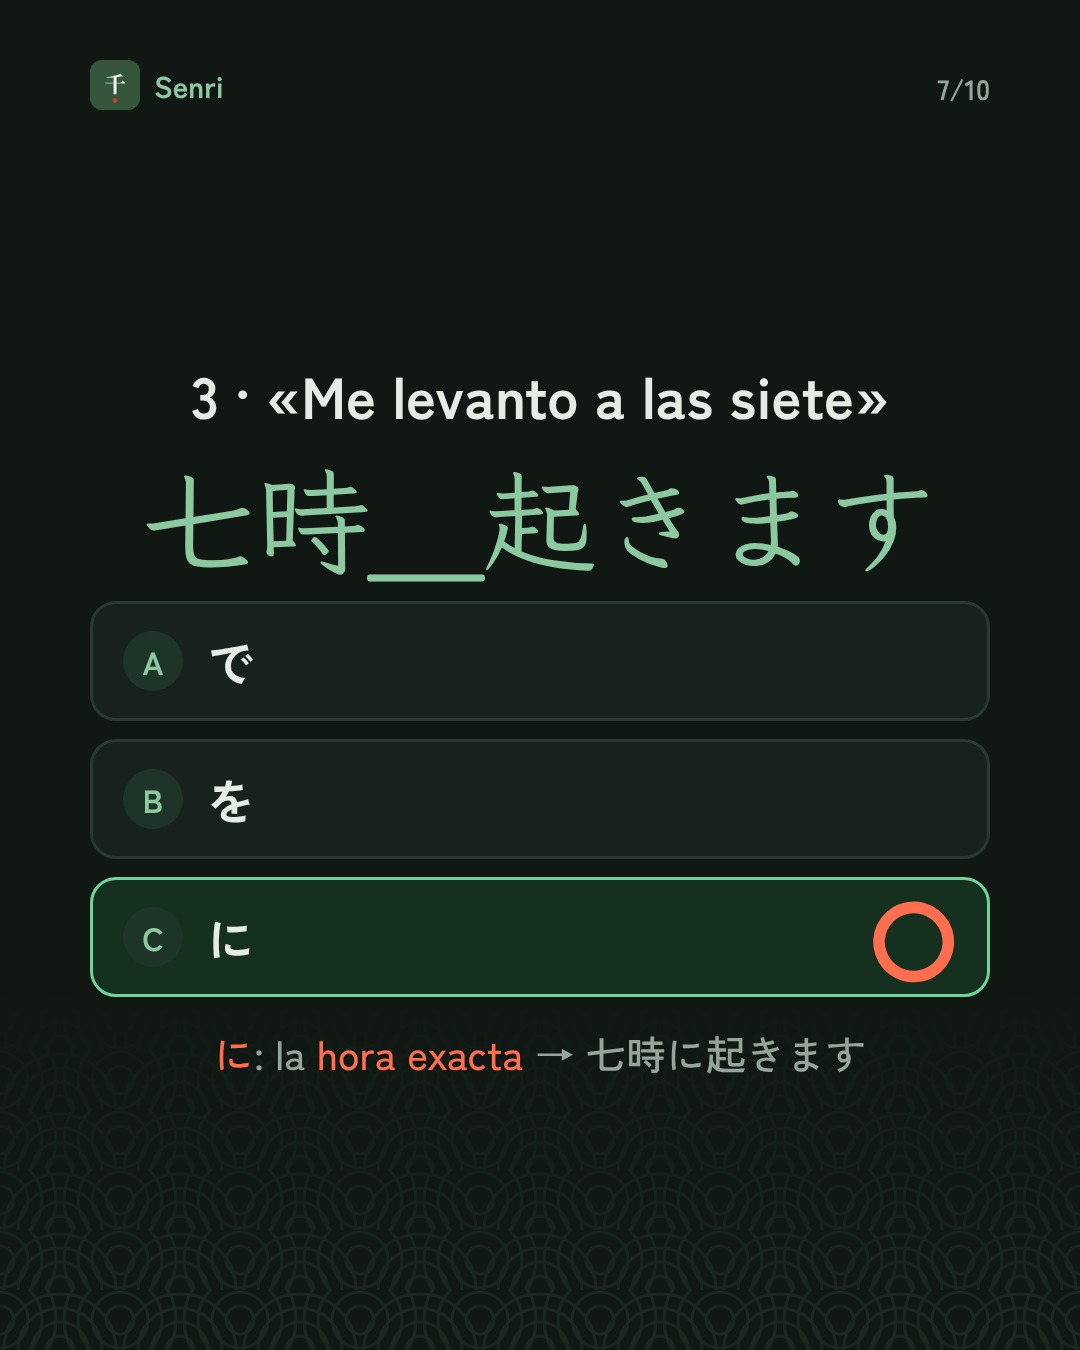 千 Senri
7/10
3 · «Me levanto a las siete»
七時__起きます
A で
B を
C に
に: la hora exacta → 七時に起きます